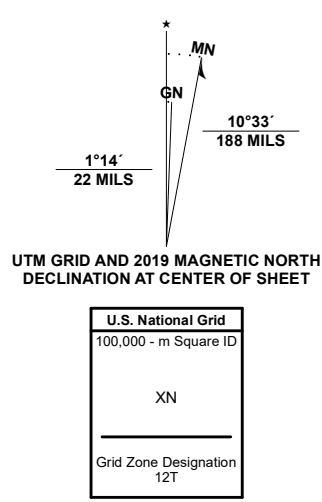 ★
MN
GN
10°33´
188 MILS
1°14´
22 MILS
UTM GRID AND 2019 MAGNETIC NORTH
DECLINATION AT CENTER OF SHEET
U.S. National Grid
100,000 - m Square ID
XN
Grid Zone Designation
12T